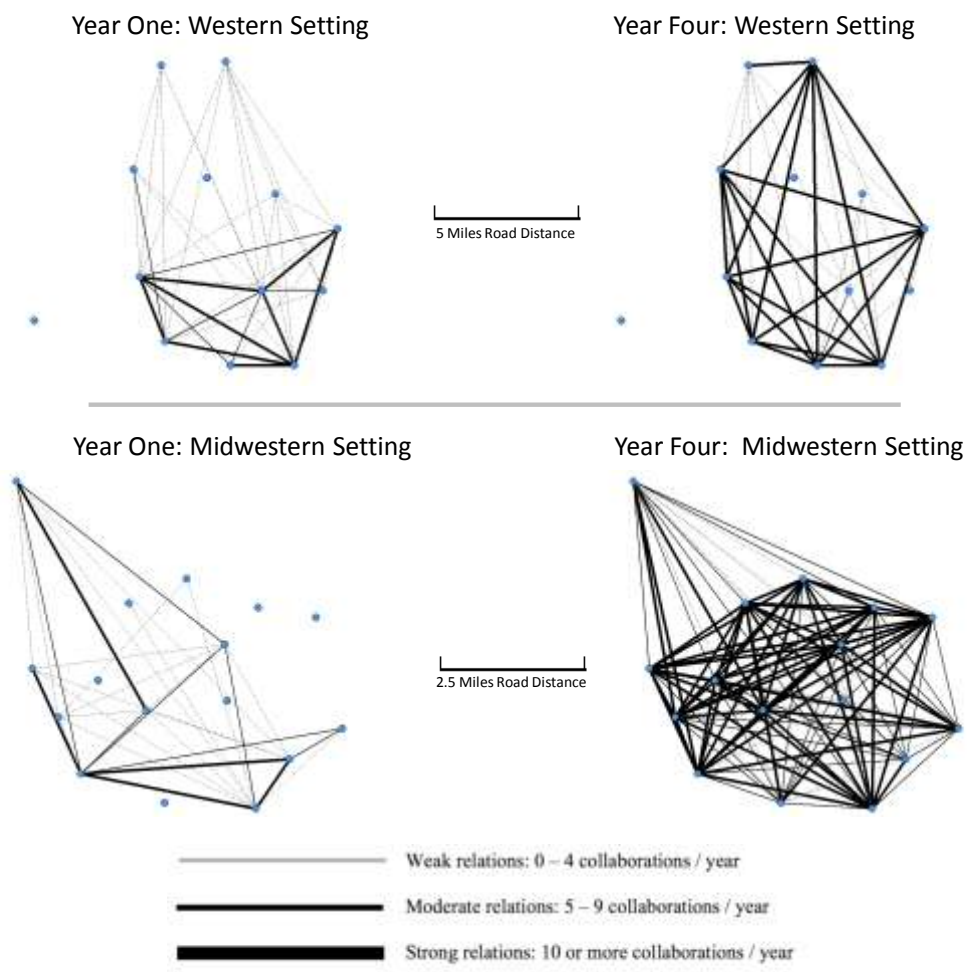 Year One: Western Setting
Year Four: Western Setting
5 Miles Road Distance
Year One: Midwestern Setting
Year Four:  Midwestern Setting
2.5 Miles Road Distance
Weak relations: 0 – 4 collaborations / year
Moderate relations: 5 – 9 collaborations / year
Strong relations: 10 or more collaborations / year